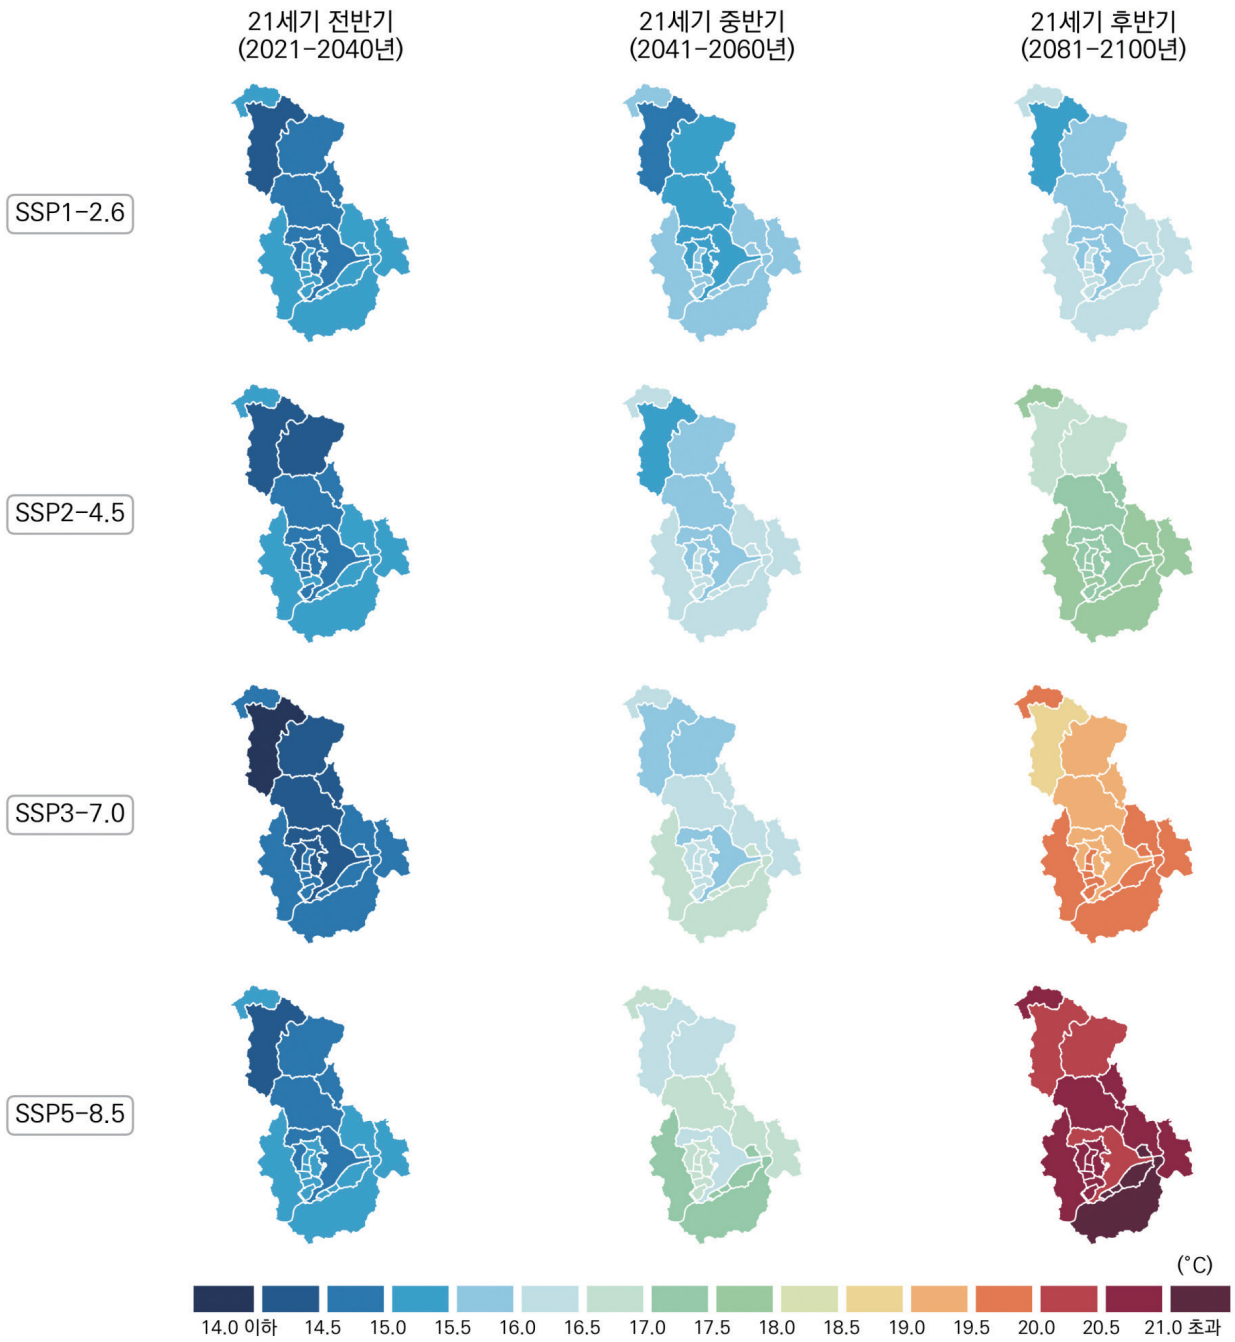 21세기 전반기
(2021-2040년)
21세기 중반기
(2041-2060년)
21세기 후반기
(2081-2100년)
SSP1-2.6
SSP2-4.5
SSP3-7.0
SSP5-8.5
(°C)
14.0 이하 14.5 15.0 15.5 16.0 16.5 17.0 17.5 18.0 18.5 19.0 19.5 20.0 20.5 21.0 초과